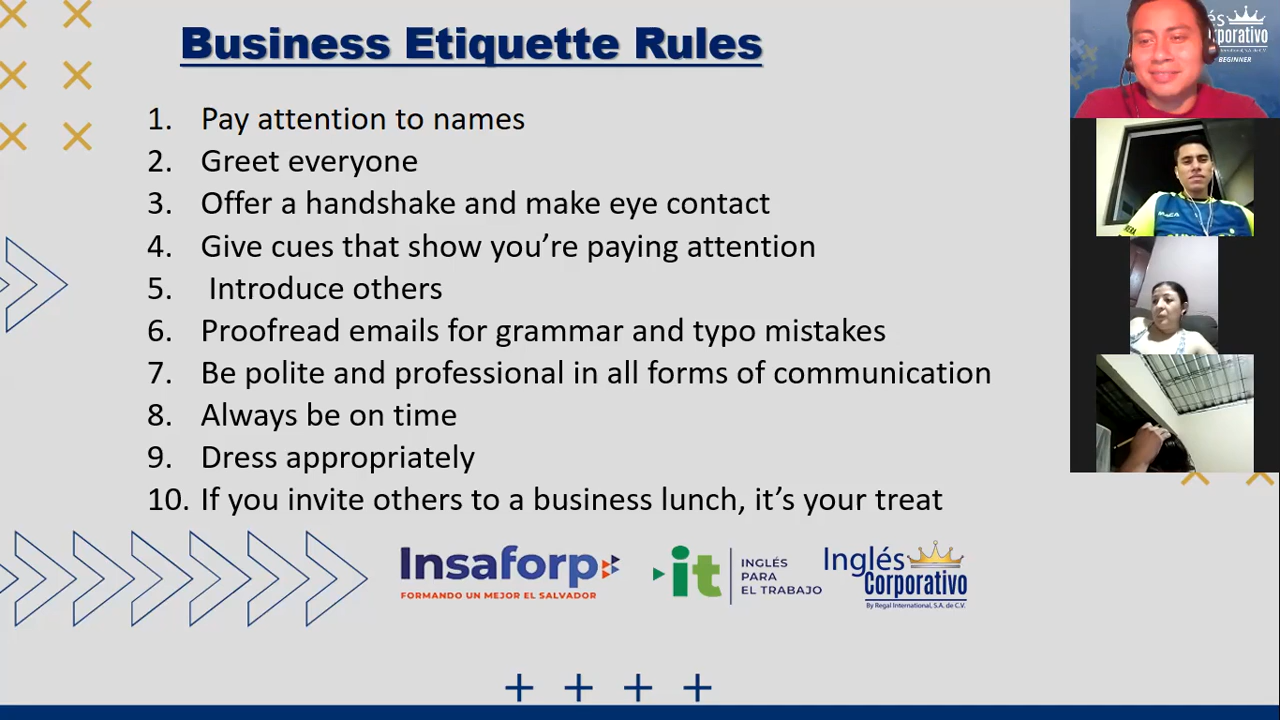 Business Etiquette Rules
1. Pay attention to names
2. Greet everyone
3. Offer a handshake and make eye contact
4. Give cues that show you’re paying attention
5. Introduce others
6. Proofread emails for grammar and typo mistakes
7. Be polite and professional in all forms of communication
8. Always be on time
9. Dress appropriately
10. If you invite others to a business lunch, it’s your treat
Insaforp
FORMANDO UN MEJOR EL SALVADOR
it
INGLÉS
PARA
EL TRABAJO
Inglés
Corporativo
By Regal International, S.A. de C.V.
BEGINNER